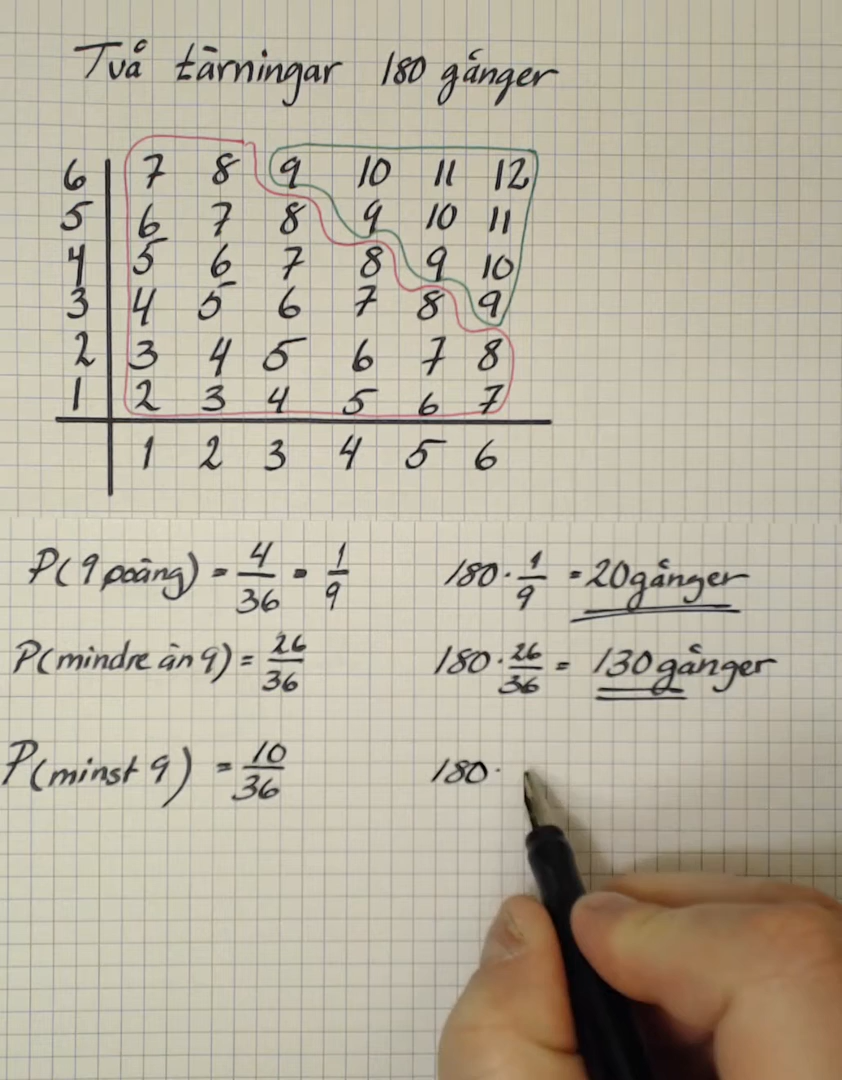 Två tärningar 180 gånger
6 7 8 9 10 11 12
5 6 7 8 9 10 11
4 5 6 7 8 9 10
3 4 5 6 7 8 9
2 3 4 5 6 7 8
1 2 3 4 5 6 7
1 2 3 4 5 6
P(9 poäng) = 4/36 = 1/9 180 · 1/9 = 20 gånger
P(mindre än 9) = 26/36 180 · 26/36 = 130 gånger
P(minst 9) = 10/36 180 ·